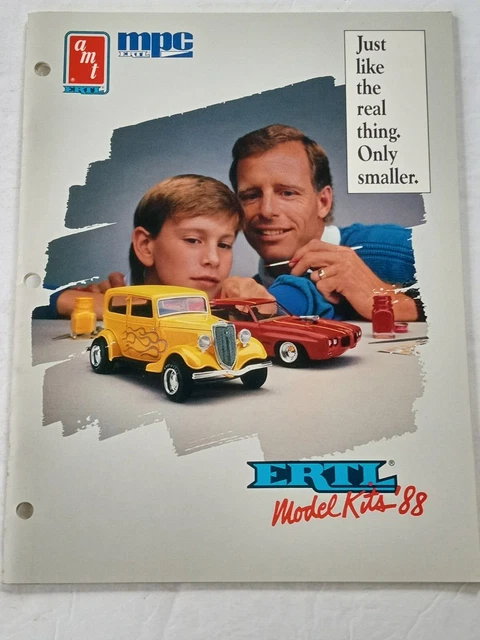 amt
ERTL
mpc
ERTL
Just
like
the
real
thing.
Only
smaller.
ERTL®
Model Kits '88